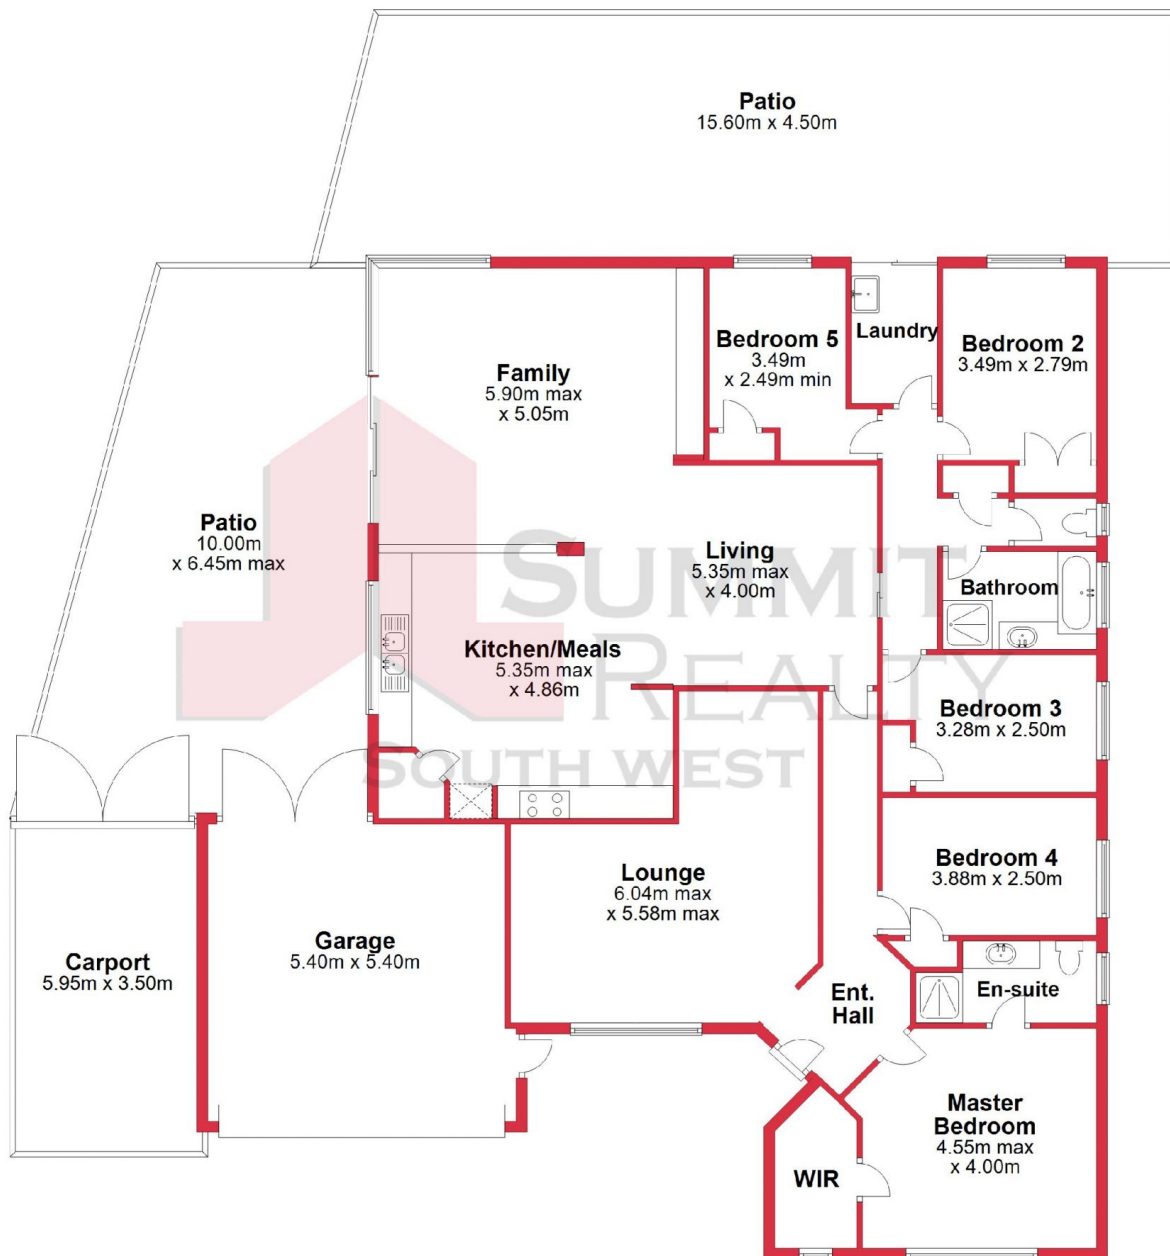 Patio
15.60m x 4.50m
Bedroom 5
3.49m
x 2.49m min
Laundry
Bedroom 2
3.49m x 2.79m
Family
5.90m max
x 5.05m
Patio
10.00m
x 6.45m max
Living
5.35m max
x 4.00m
SUMMIT
REALTY
SOUTH WEST
Bathroom
Kitchen/Meals
5.35m max
x 4.86m
Bedroom 3
3.28m x 2.50m
Lounge
6.04m max
x 5.58m max
Bedroom 4
3.88m x 2.50m
Carport
5.95m x 3.50m
Garage
5.40m x 5.40m
Ent.
Hall
En-suite
Master
Bedroom
4.55m max
x 4.00m
WIR